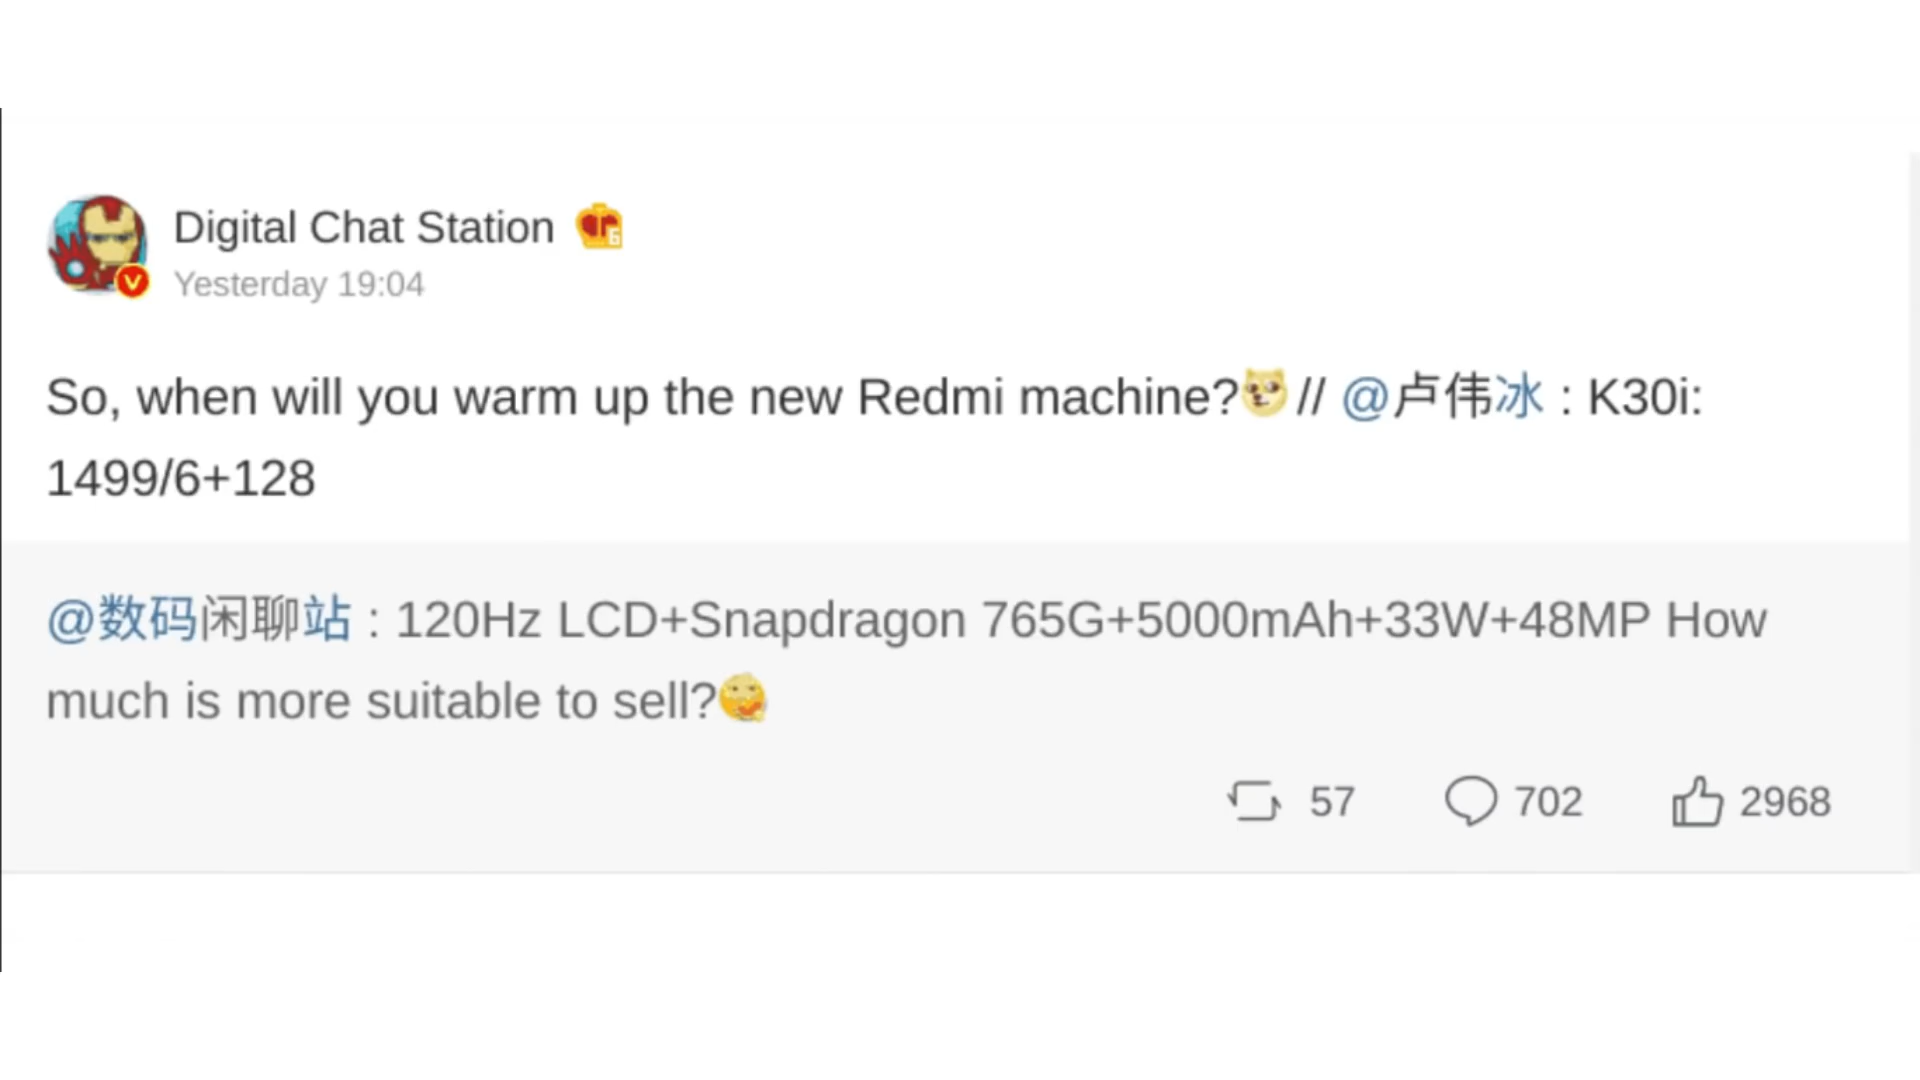 Digital Chat Station
Yesterday 19:04
So, when will you warm up the new Redmi machine? // @卢伟冰 : K30i:
1499/6+128
@数码闲聊站 : 120Hz LCD+Snapdragon 765G+5000mAh+33W+48MP How
much is more suitable to sell?
57 702 2968